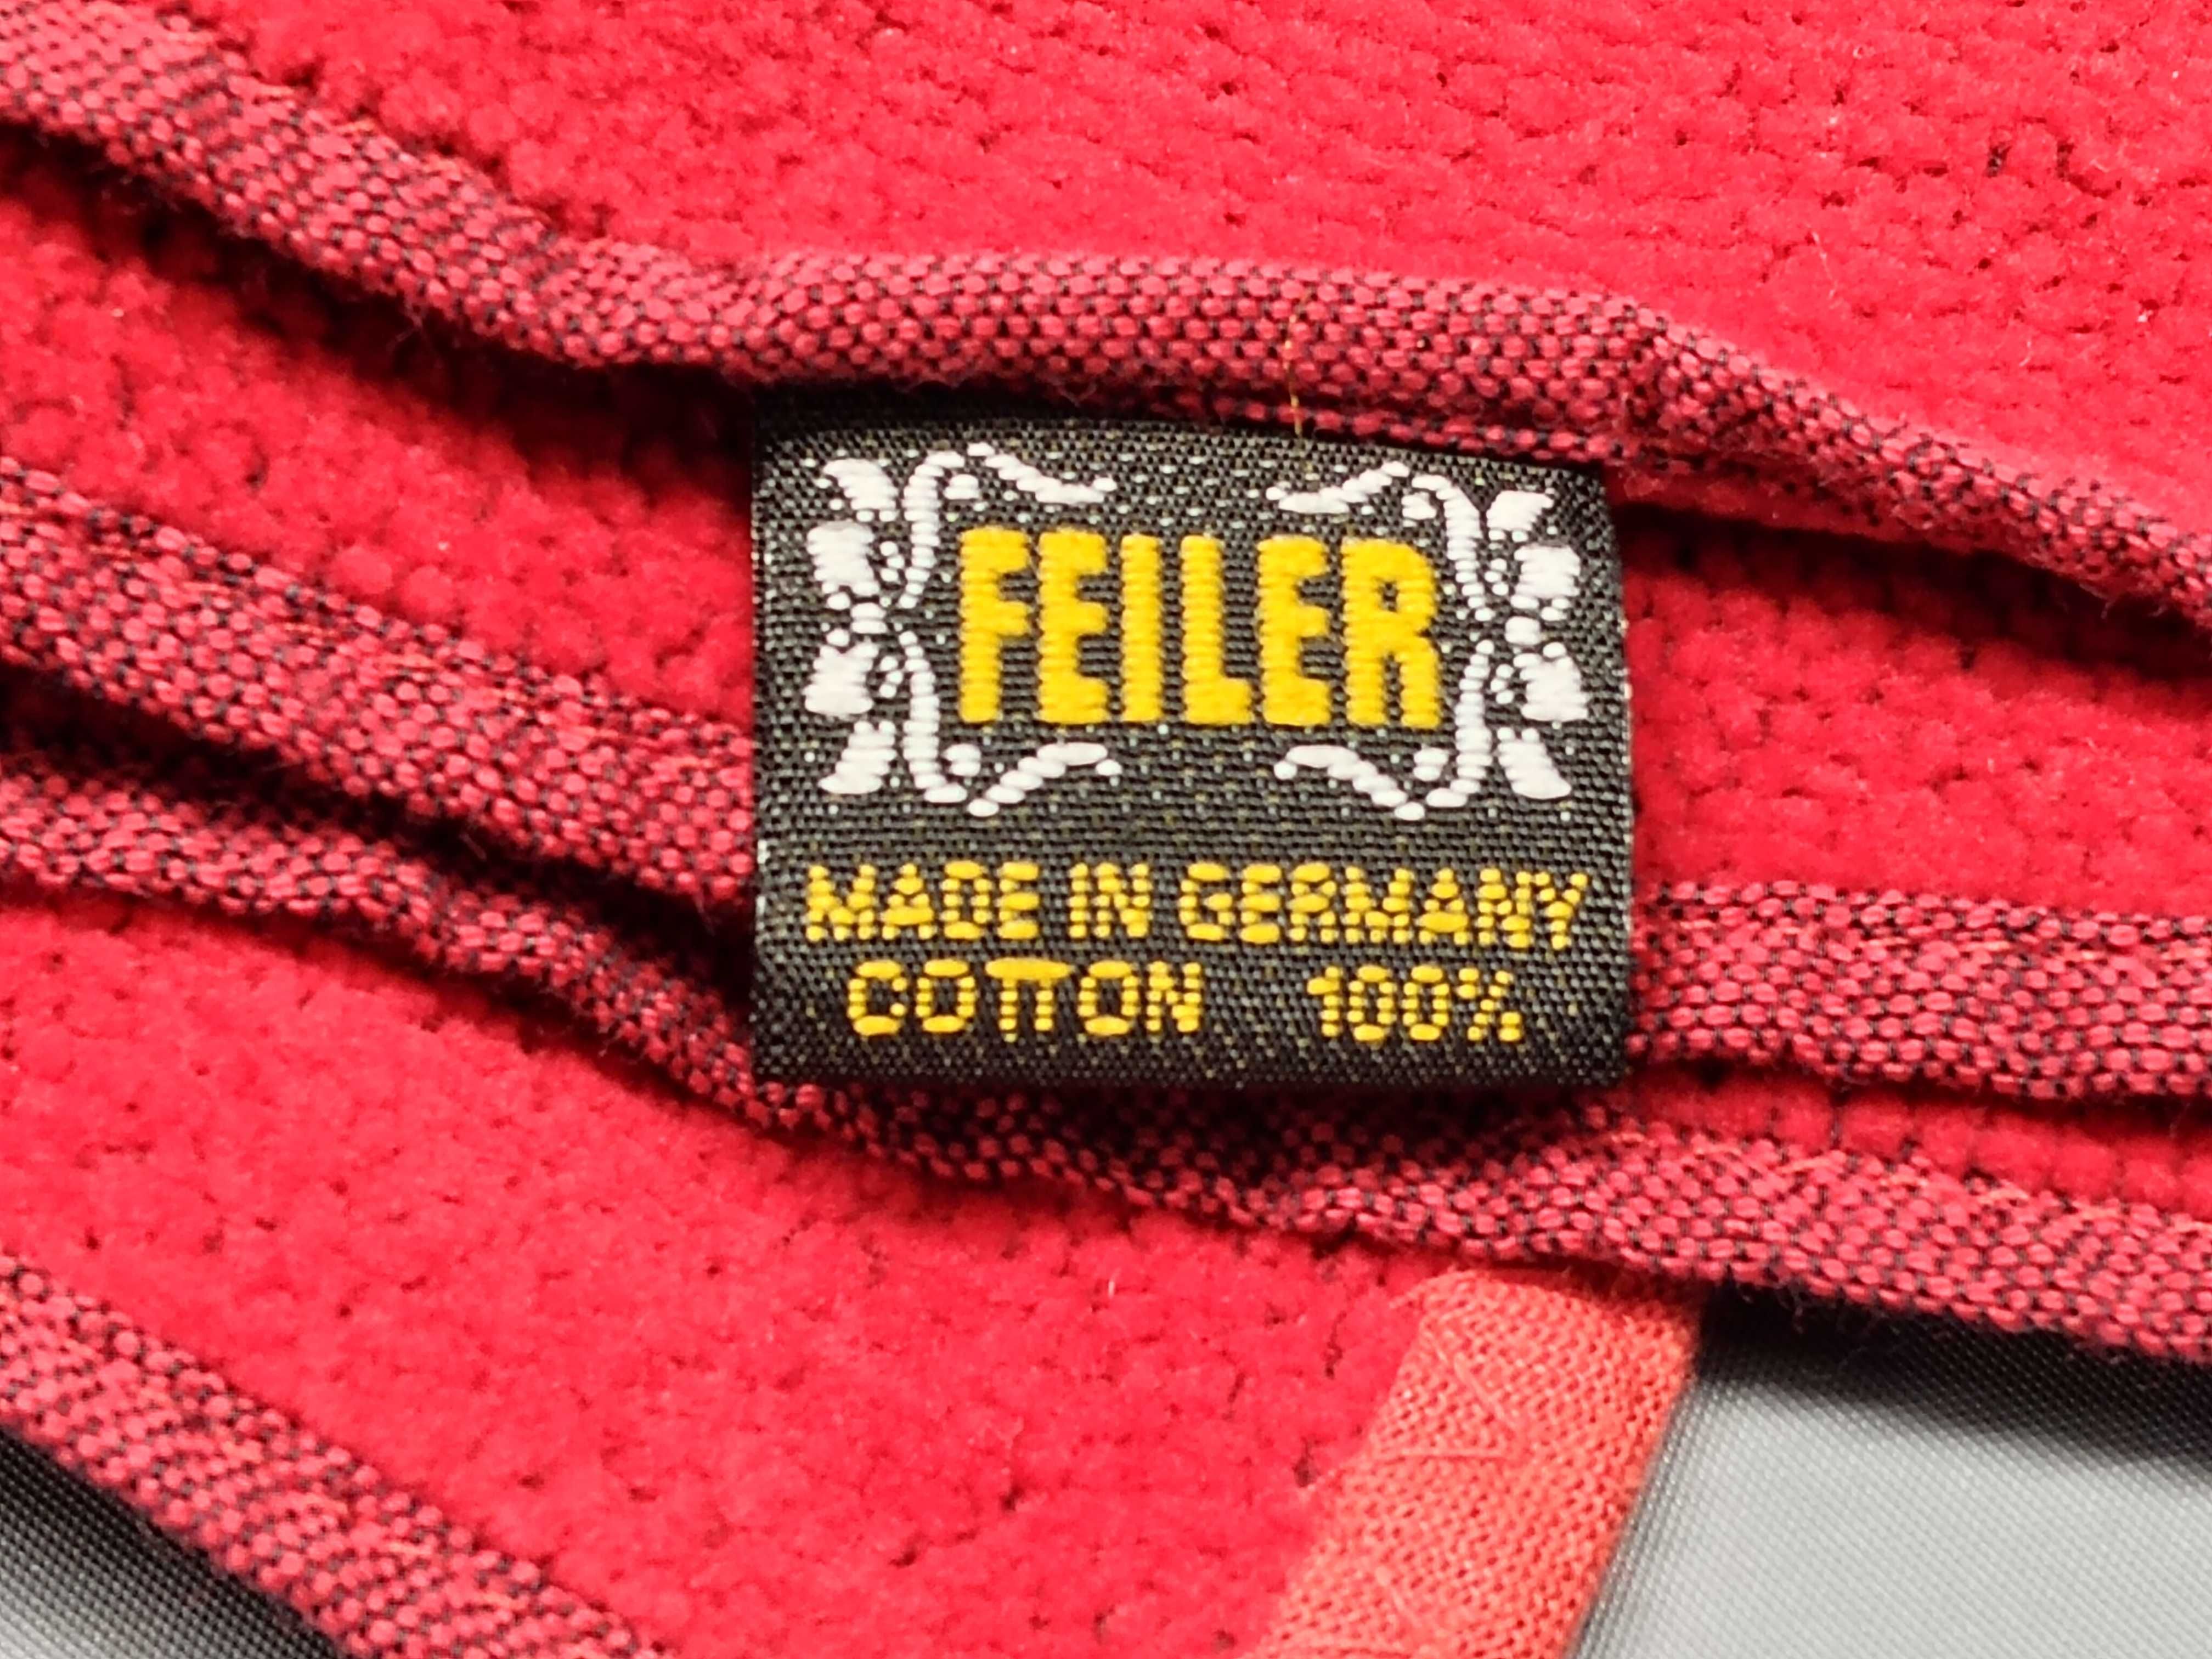 FEILER
MADE IN GERMANY
COTTON 100%